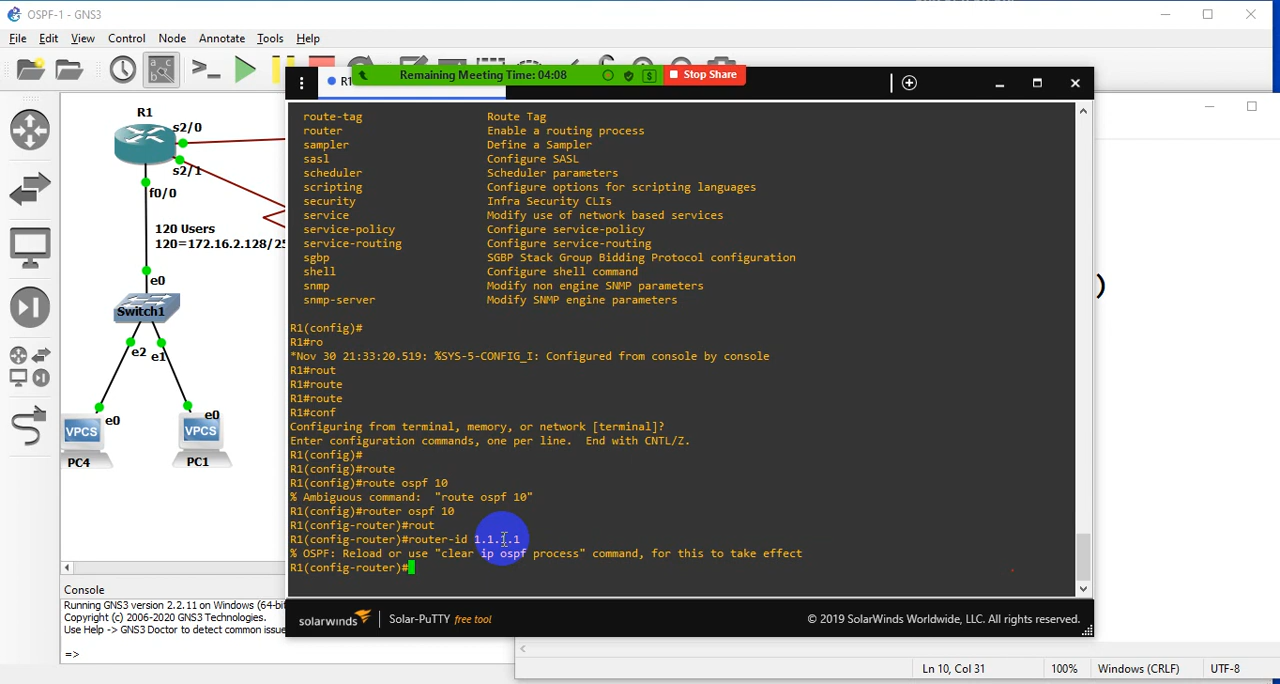 OSPF-1 - GNS3
File Edit View Control Node Annotate Tools Help
R1
Remaining Meeting Time: 04:08
$
Stop Share
R1
s2/0
s2/1
f0/0
120 Users
120=172.16.2.128/25
e0
Switch1
e2 e1
e0
e0
VPCS
VPCS
PC4
PC1
route-tag Route Tag
router Enable a routing process
sampler Define a Sampler
sasl Configure SASL
scheduler Scheduler parameters
scripting Configure options for scripting languages
security Infra Security CLIs
service Modify use of network based services
service-policy Configure service-policy
service-routing Configure service-routing
sgbp SGBP Stack Group Bidding Protocol configuration
shell Configure shell command
snmp Modify non engine SNMP parameters
snmp-server Modify SNMP engine parameters
R1(config)#
R1#ro
*Nov 30 21:33:20.519: %SYS-5-CONFIG_I: Configured from console by console
R1#rout
R1#route
R1#route
R1#conf
Configuring from terminal, memory, or network [terminal]?
Enter configuration commands, one per line. End with CNTL/Z.
R1(config)#
R1(config)#route
R1(config)#route ospf 10
% Ambiguous command: "route ospf 10"
R1(config)#router ospf 10
R1(config-router)#rout
R1(config-router)#router-id 1.1.1.1
% OSPF: Reload or use "clear ip ospf process" command, for this to take effect
R1(config-router)#
)
solarwinds Solar-PuTTY free tool © 2019 SolarWinds Worldwide, LLC. All rights reserved.
Console
Running GNS3 version 2.2.11 on Windows (64-bi
Copyright (c) 2006-2020 GNS3 Technologies.
Use Help -> GNS3 Doctor to detect common issue
=>
Ln 10, Col 31 100% Windows (CRLF) UTF-8